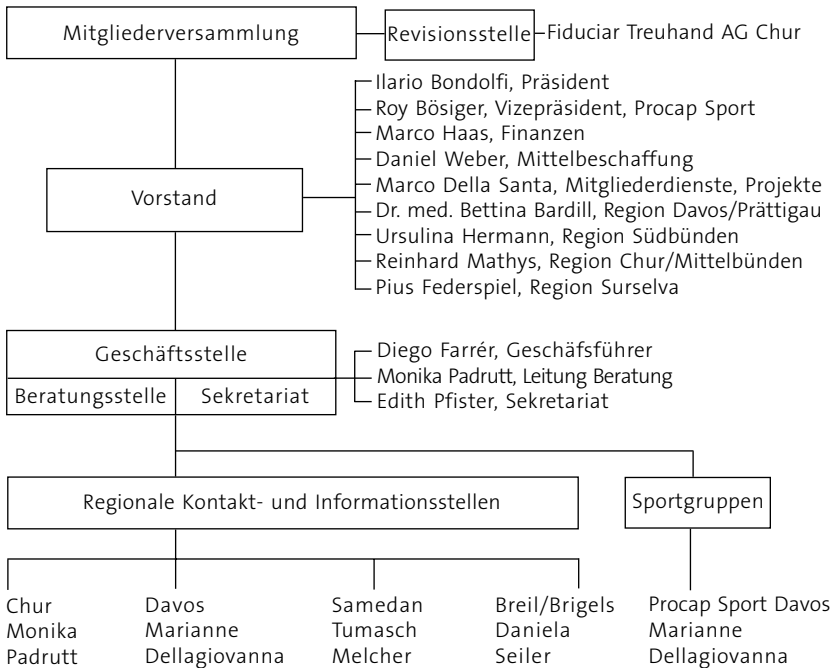 Mitgliederversammlung
Revisionsstelle
Fiduciar Treuhand AG Chur
Ilario Bondolfi, Präsident
Roy Bösiger, Vizepräsident, Procap Sport
Marco Haas, Finanzen
Daniel Weber, Mittelbeschaffung
Vorstand
Marco Della Santa, Mitgliederdienste, Projekte
Dr. med. Bettina Bardill, Region Davos/Prättigau
Ursulina Hermann, Region Südbünden
Reinhard Mathys, Region Chur/Mittelbünden
Pius Federspiel, Region Surselva
Geschäftsstelle
Beratungsstelle
Sekretariat
Diego Farrér, Geschäfsführer
Monika Padrutt, Leitung Beratung
Edith Pfister, Sekretariat
Regionale Kontakt- und Informationsstellen
Sportgruppen
Chur
Monika
Padrutt
Davos
Marianne
Dellagiovanna
Samedan
Tumasch
Melcher
Breil/Brigels
Daniela
Seiler
Procap Sport Davos
Marianne
Dellagiovanna